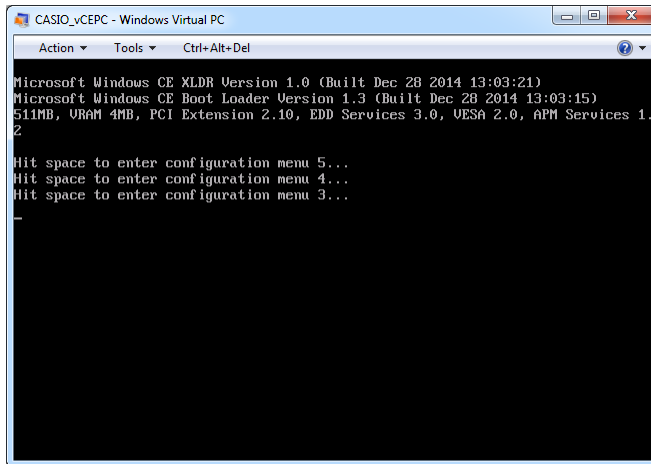 CASIO_vCEPC - Windows Virtual PC
Action Tools Ctrl+Alt+Del ?
Microsoft Windows CE XLDR Version 1.0 (Built Dec 28 2014 13:03:21)
Microsoft Windows CE Boot Loader Version 1.3 (Built Dec 28 2014 13:03:15)
511MB, VRAM 4MB, PCI Extension 2.10, EDD Services 3.0, VESA 2.0, APM Services 1.
2
Hit space to enter configuration menu 5...
Hit space to enter configuration menu 4...
Hit space to enter configuration menu 3...